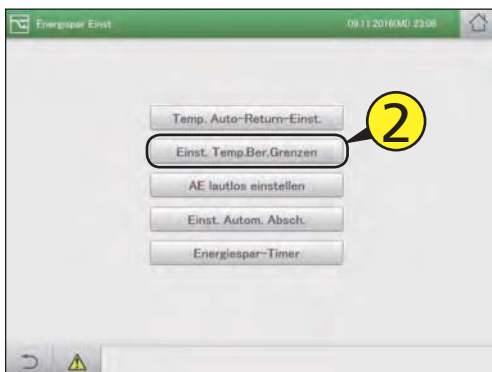 Energiespar Einst
09.11.2016(MI) 23:08
Temp. Auto-Return-Einst.
2
Einst. Temp.Ber.Grenzen
AE lautlos einstellen
Einst. Autom. Absch.
Energiespar-Timer